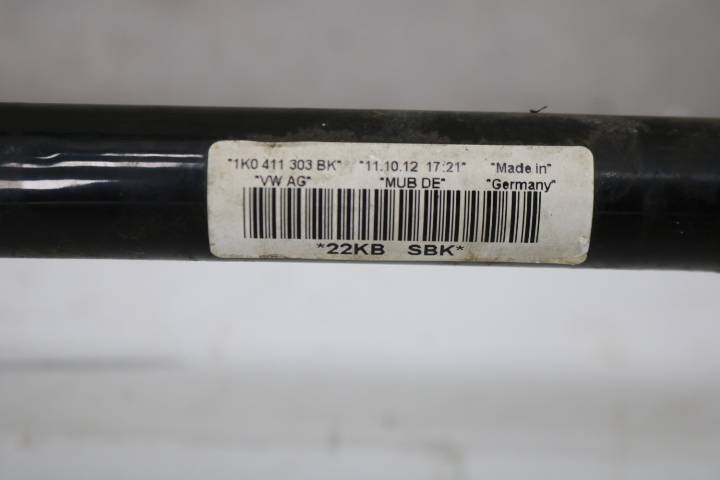 "1K0 411 303 BK" "11.10.12 17:21" "Made in"
"VW AG" "MUB DE" "Germany"
*22KB SBK*